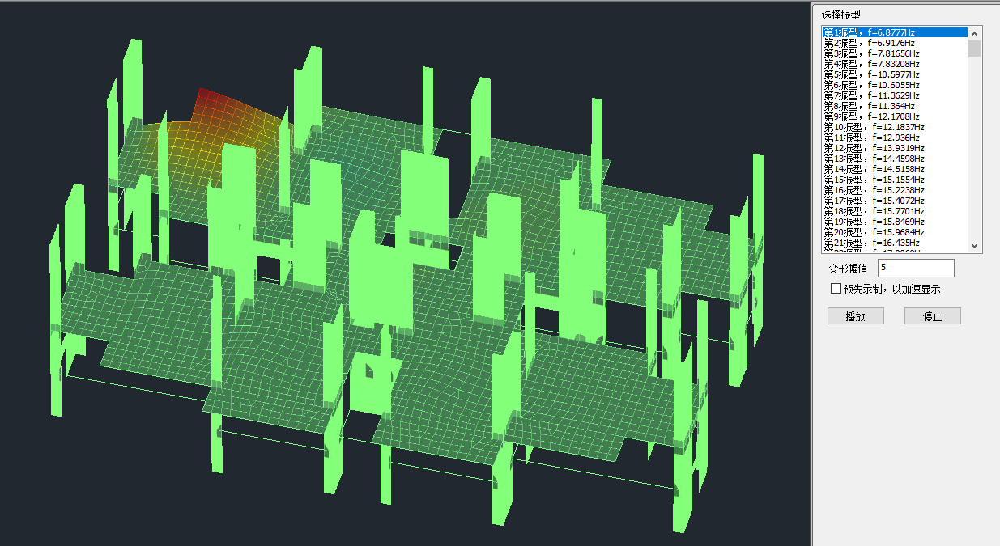 选择振型
第1振型，f=6.8777Hz
第2振型，f=6.9176Hz
第3振型，f=7.81656Hz
第4振型，f=7.83208Hz
第5振型，f=10.5977Hz
第6振型，f=10.6055Hz
第7振型，f=11.3629Hz
第8振型，f=11.364Hz
第9振型，f=12.1708Hz
第10振型，f=12.1837Hz
第11振型，f=12.936Hz
第12振型，f=13.9319Hz
第13振型，f=14.4598Hz
第14振型，f=14.5158Hz
第15振型，f=15.1554Hz
第16振型，f=15.2238Hz
第17振型，f=15.4072Hz
第18振型，f=15.7701Hz
第19振型，f=15.8469Hz
第20振型，f=15.9684Hz
第21振型，f=16.435Hz
变形幅值 5
预先录制，以加速显示
播放 停止